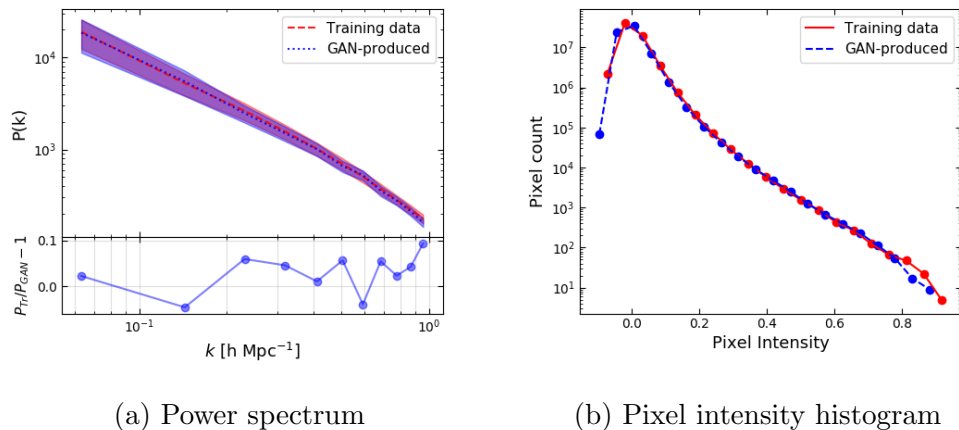 Training data
GAN-produced
10⁴
10³
P(k)
0.1
0.0
P_Tr/P_GAN − 1
10⁻¹
10⁰
k [h Mpc⁻¹]
(a) Power spectrum
Training data
GAN-produced
10⁷
10⁶
10⁵
10⁴
10³
10²
10¹
Pixel count
0.0 0.2 0.4 0.6 0.8
Pixel Intensity
(b) Pixel intensity histogram